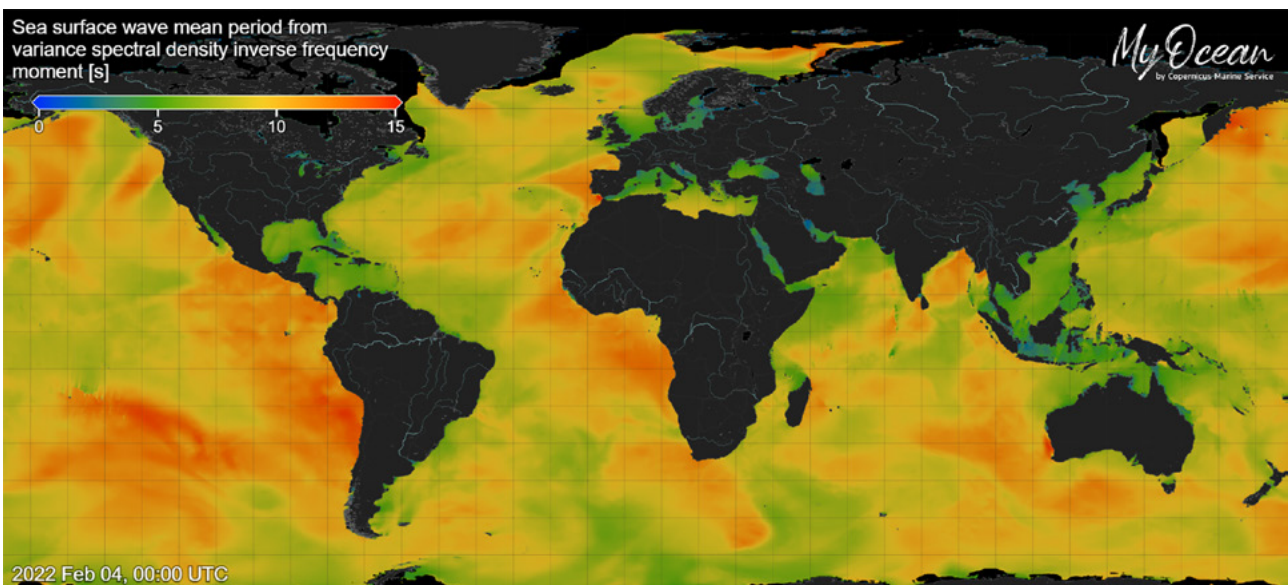 Sea surface wave mean period from
variance spectral density inverse frequency
moment [s]
0 5 10 15
MyOcean
by Copernicus Marine Service
2022 Feb 04, 00:00 UTC